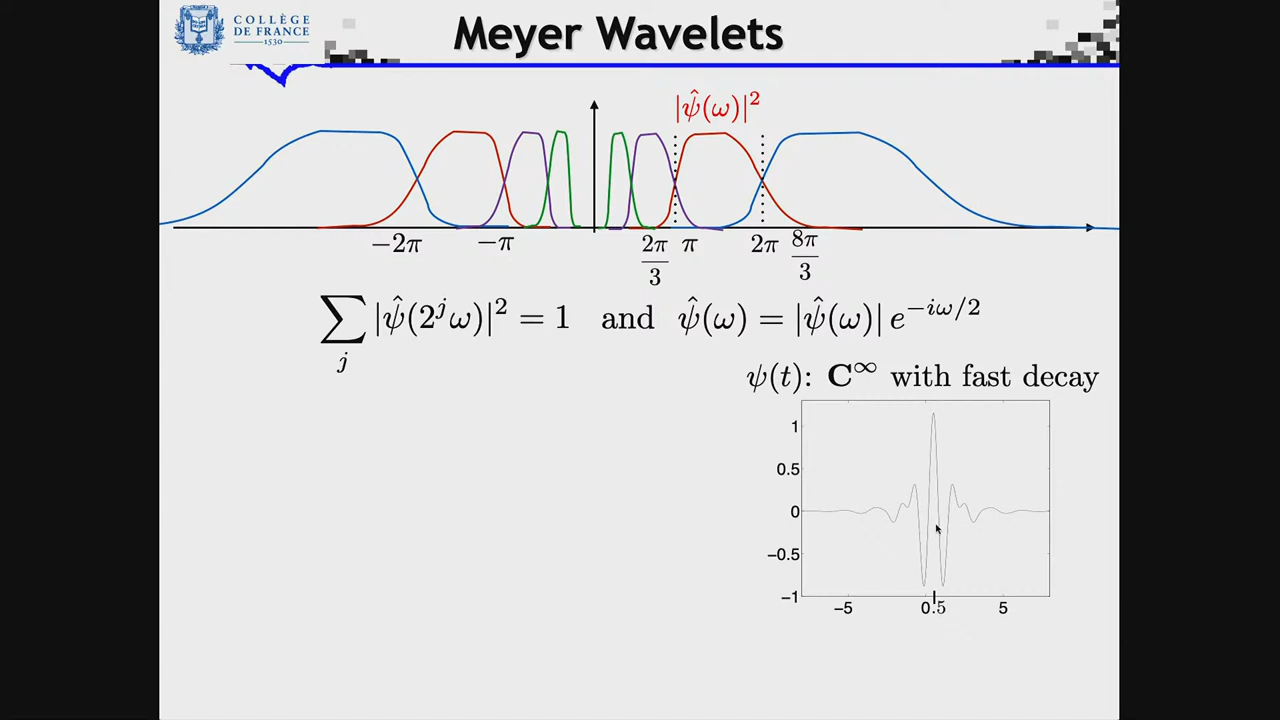 COLLÈGE
DE FRANCE
1530
Meyer Wavelets
|ψ̂(ω)|²
−2π −π 2π/3 π 2π 8π/3
∑_j |ψ̂(2^j ω)|² = 1 and ψ̂(ω) = |ψ̂(ω)| e^{−iω/2}
ψ(t): C^∞ with fast decay
1
0.5
0
−0.5
−1
−5 0.5 5